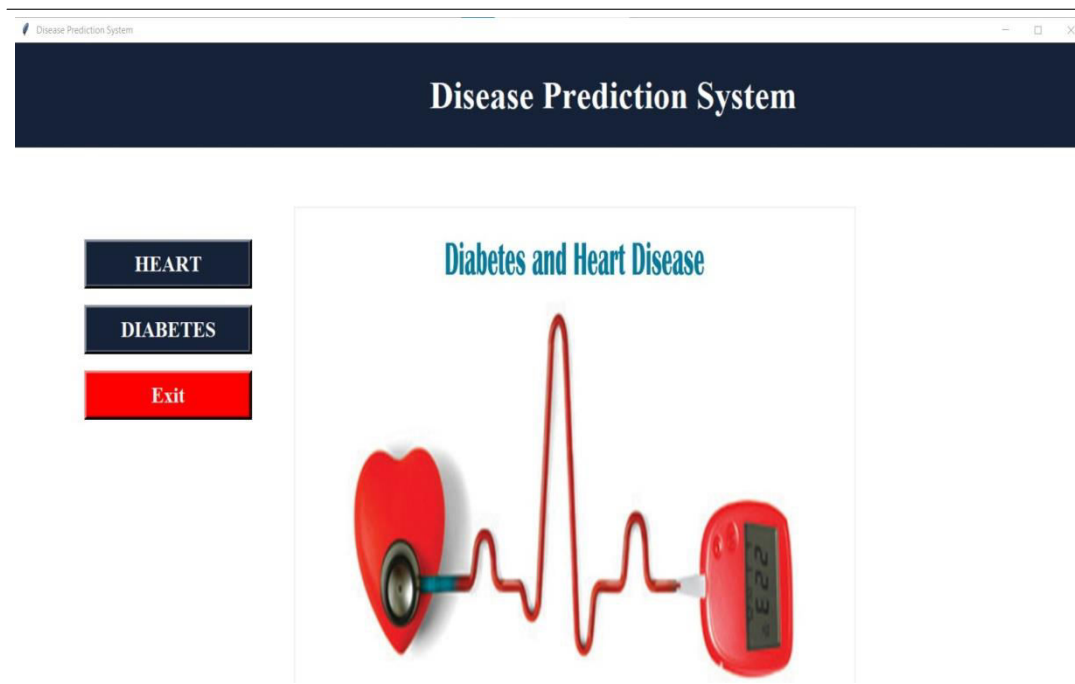 Disease Prediction System
Disease Prediction System
HEART
DIABETES
Exit
Diabetes and Heart Disease